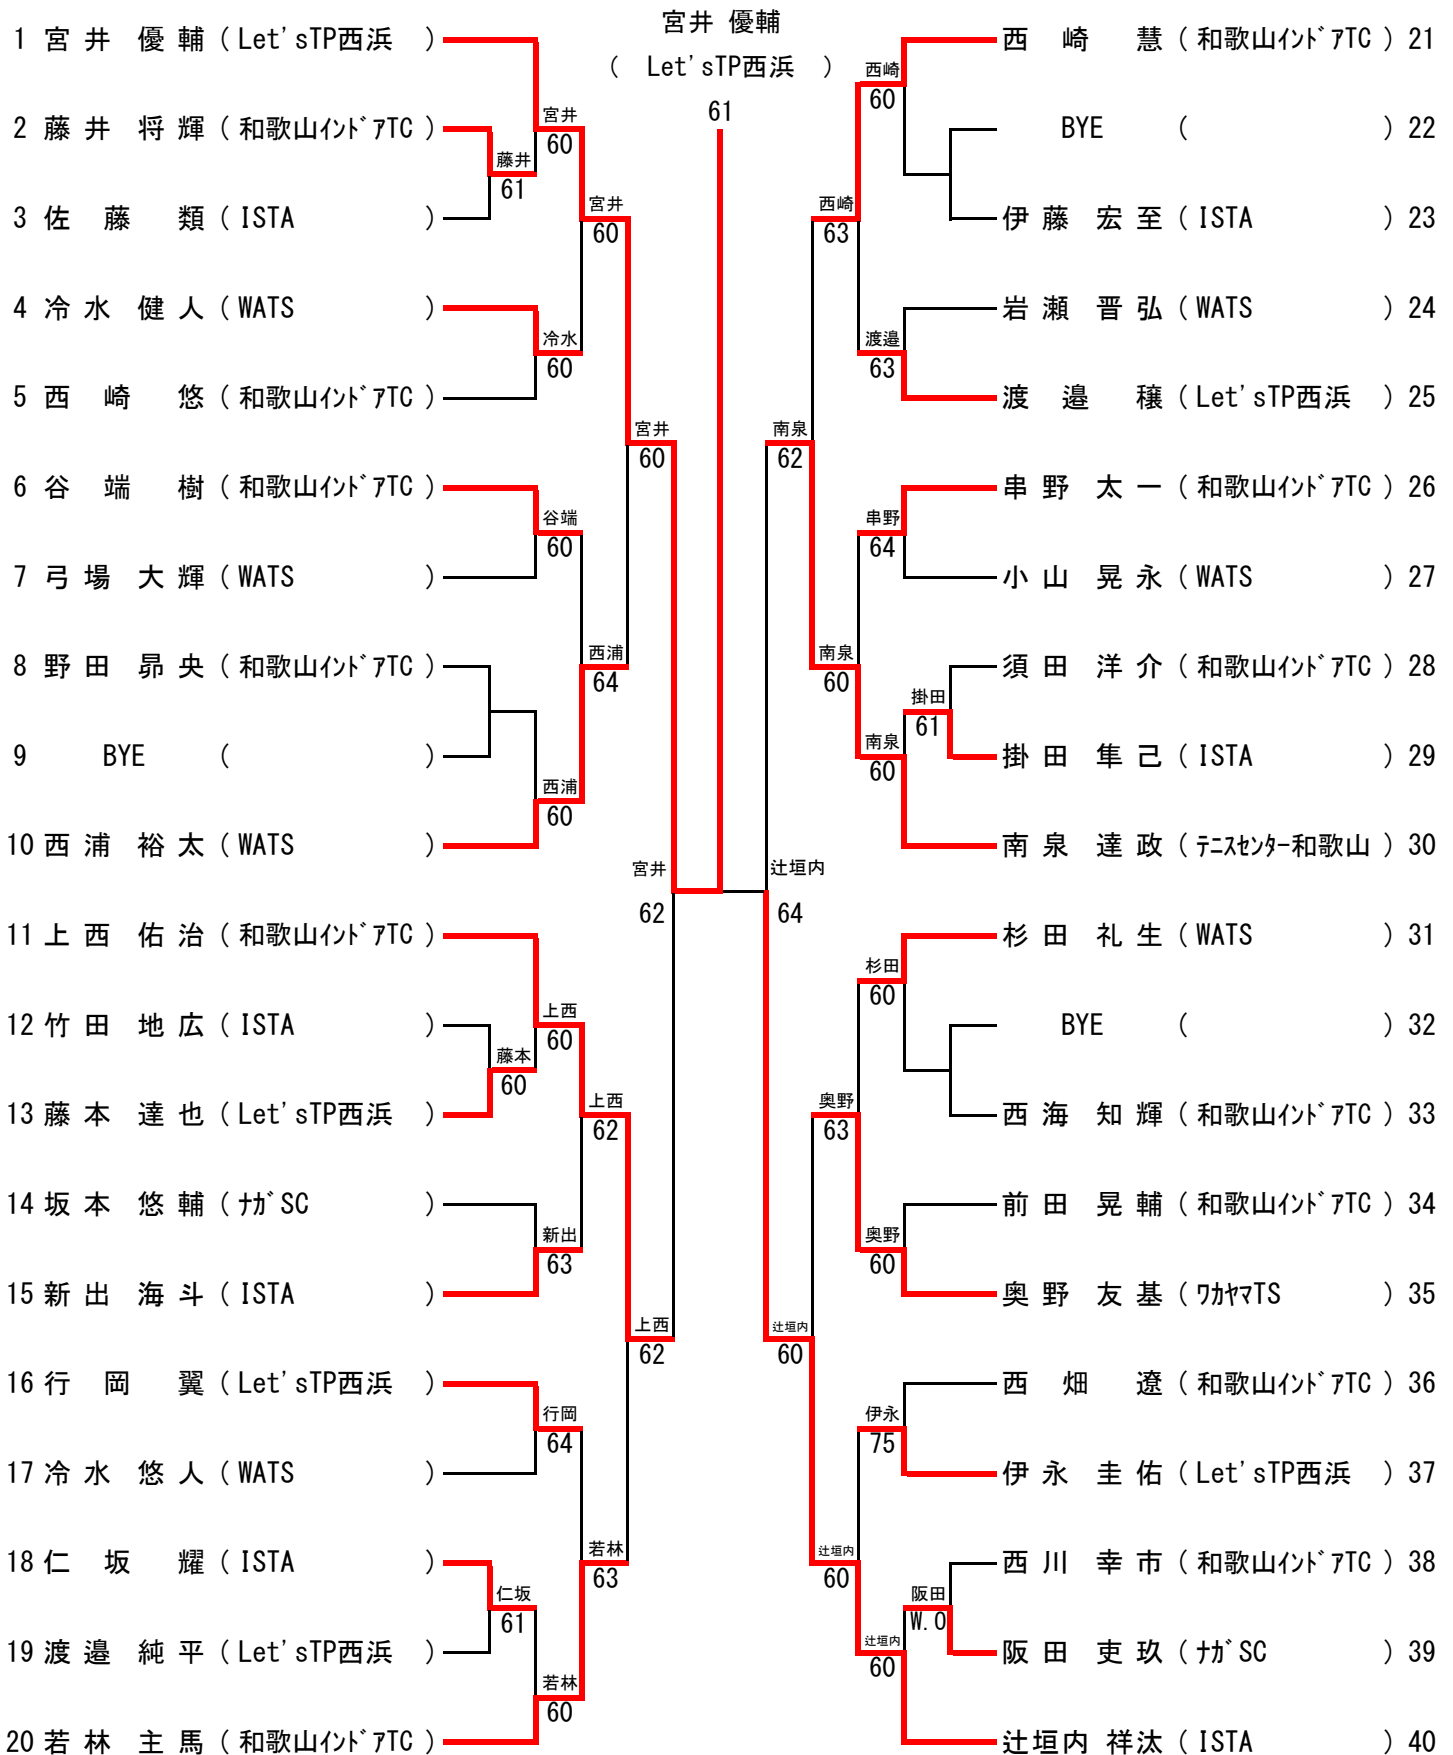 宮井 優輔
( Let'sTP西浜 )
61
1 宮井 優輔 ( Let'sTP西浜 )
2 藤井 将輝 ( 和歌山ｲﾝﾄﾞｱTC )
3 佐藤 類 ( ISTA )
4 冷水 健人 ( WATS )
5 西崎 悠 ( 和歌山ｲﾝﾄﾞｱTC )
6 谷端 樹 ( 和歌山ｲﾝﾄﾞｱTC )
7 弓場 大輝 ( WATS )
8 野田 昴央 ( 和歌山ｲﾝﾄﾞｱTC )
9 BYE ( )
10 西浦 裕太 ( WATS )
11 上西 佑治 ( 和歌山ｲﾝﾄﾞｱTC )
12 竹田 地広 ( ISTA )
13 藤本 達也 ( Let'sTP西浜 )
14 坂本 悠輔 ( ﾅｶﾞSC )
15 新出 海斗 ( ISTA )
16 行岡 翼 ( Let'sTP西浜 )
17 冷水 悠人 ( WATS )
18 仁坂 耀 ( ISTA )
19 渡邉 純平 ( Let'sTP西浜 )
20 若林 主馬 ( 和歌山ｲﾝﾄﾞｱTC )
藤井
61
藤本
60
仁坂
61
宮井
60
冷水
60
谷端
60
西浦
60
上西
60
新出
63
行岡
64
若林
60
宮井
60
西浦
64
上西
62
若林
63
宮井
60
上西
62
宮井
62
辻垣内
64
南泉
62
辻垣内
60
西崎
63
南泉
60
奥野
63
辻垣内
60
西崎
60
渡邉
63
串野
64
南泉
60
杉田
60
奥野
60
伊永
75
辻垣内
60
掛田
61
阪田
W.O
西崎 慧 ( 和歌山ｲﾝﾄﾞｱTC ) 21
BYE ( ) 22
伊藤 宏至 ( ISTA ) 23
岩瀬 晋弘 ( WATS ) 24
渡邉 穣 ( Let'sTP西浜 ) 25
串野 太一 ( 和歌山ｲﾝﾄﾞｱTC ) 26
小山 晃永 ( WATS ) 27
須田 洋介 ( 和歌山ｲﾝﾄﾞｱTC ) 28
掛田 隼己 ( ISTA ) 29
南泉 達政 ( ﾃﾆｽｾﾝﾀｰ和歌山 ) 30
杉田 礼生 ( WATS ) 31
BYE ( ) 32
西海 知輝 ( 和歌山ｲﾝﾄﾞｱTC ) 33
前田 晃輔 ( 和歌山ｲﾝﾄﾞｱTC ) 34
奥野 友基 ( ﾜｶﾔﾏTS ) 35
西畑 遼 ( 和歌山ｲﾝﾄﾞｱTC ) 36
伊永 圭佑 ( Let'sTP西浜 ) 37
西川 幸市 ( 和歌山ｲﾝﾄﾞｱTC ) 38
阪田 吏玖 ( ﾅｶﾞSC ) 39
辻垣内 祥汰 ( ISTA ) 40